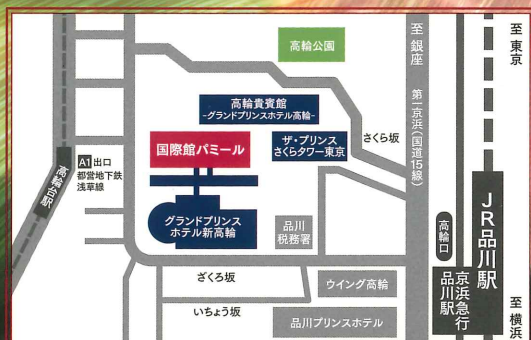 高輪公園
至 銀座
至 東京
第一京浜(国道15線)
高輪貴賓館
-グランドプリンスホテル高輪-
さくら坂
ザ・プリンス
さくらタワー東京
国際館パミール
A1 出口
都営地下鉄
浅草線
高輪台駅
グランドプリンス
ホテル新高輪
品川
税務署
高輪口
JR品川駅
京浜急行
品川駅
ざくろ坂
ウイング高輪
いちょう坂
品川プリンスホテル
至 横浜